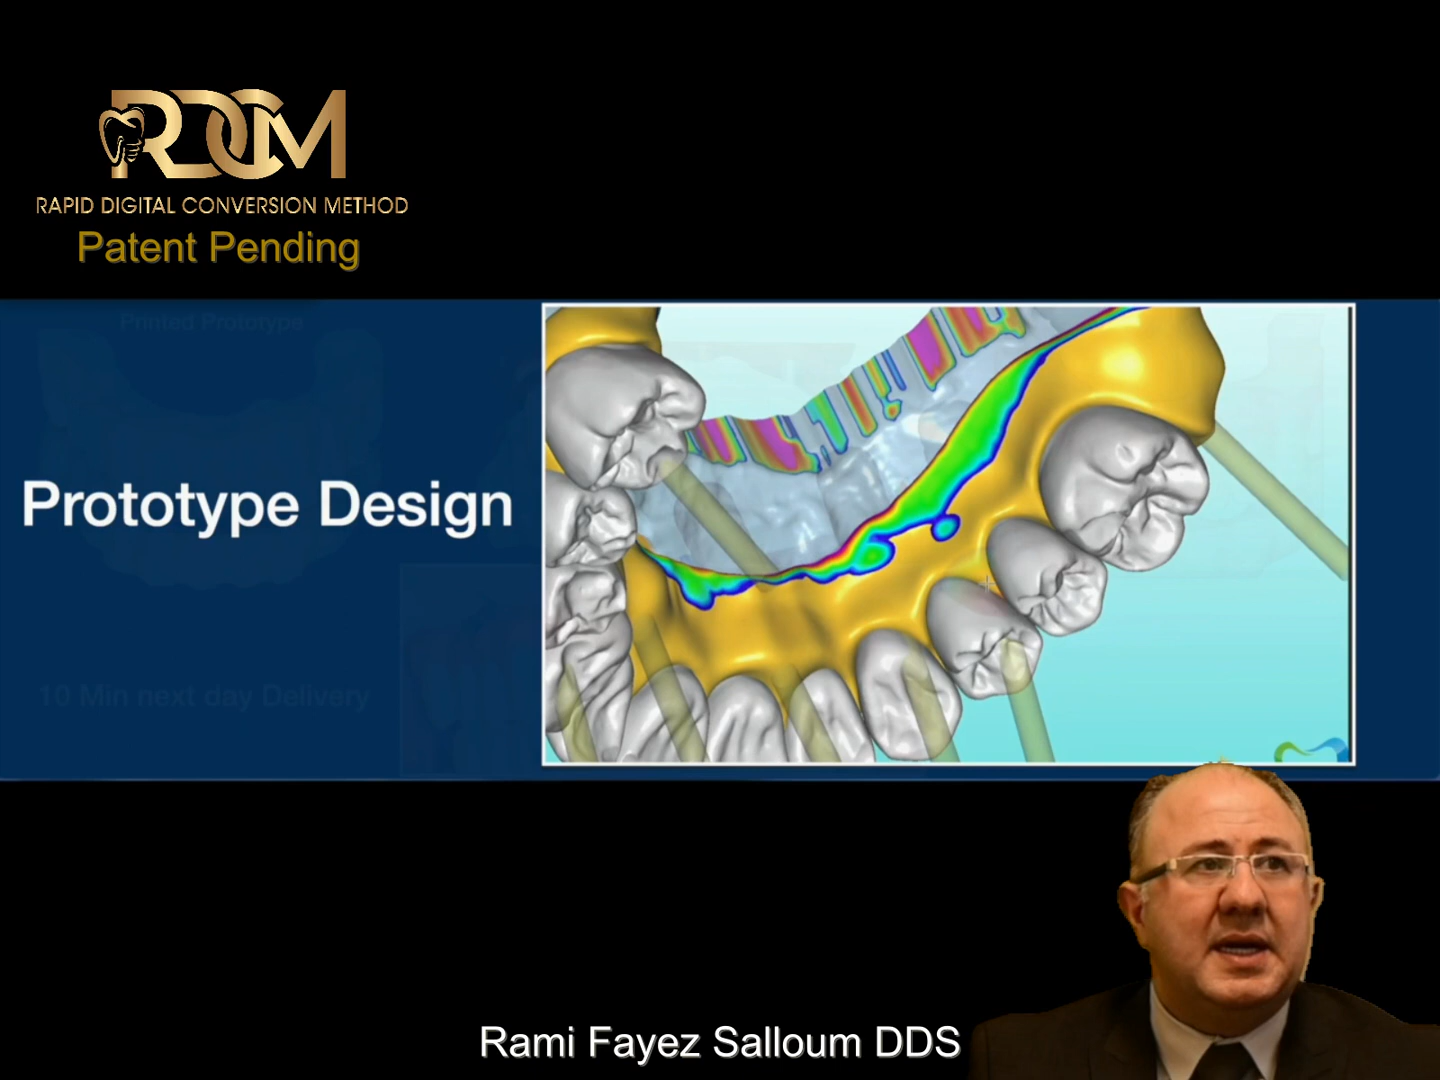 RDCM
RAPID DIGITAL CONVERSION METHOD
Patent Pending
Printed Prototype
Prototype Design
10 Min next day Delivery
Rami Fayez Salloum DDS